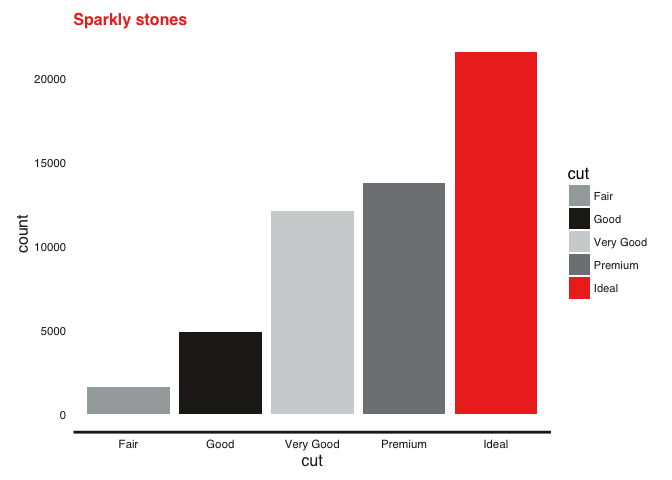 Sparkly stones
count
20000
15000
10000
5000
0
Fair
Good
Very Good
Premium
Ideal
cut
cut
Fair
Good
Very Good
Premium
Ideal